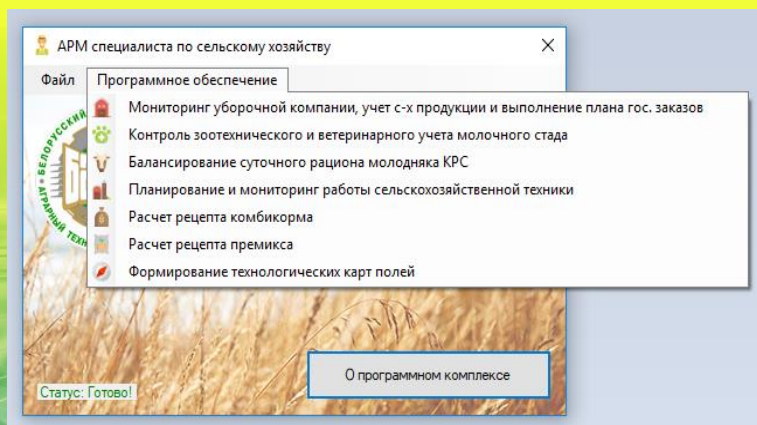 АРМ специалиста по сельскому хозяйству
Файл Программное обеспечение
Мониторинг уборочной компании, учет с-х продукции и выполнение плана гос. заказов
Контроль зоотехнического и ветеринарного учета молочного стада
Балансирование суточного рациона молодняка КРС
Планирование и мониторинг работы сельскохозяйственной техники
Расчет рецепта комбикорма
Расчет рецепта премикса
Формирование технологических карт полей
БЕЛОРУССКИЙ
АГРАРНЫЙ
О программном комплексе
Статус: Готово!